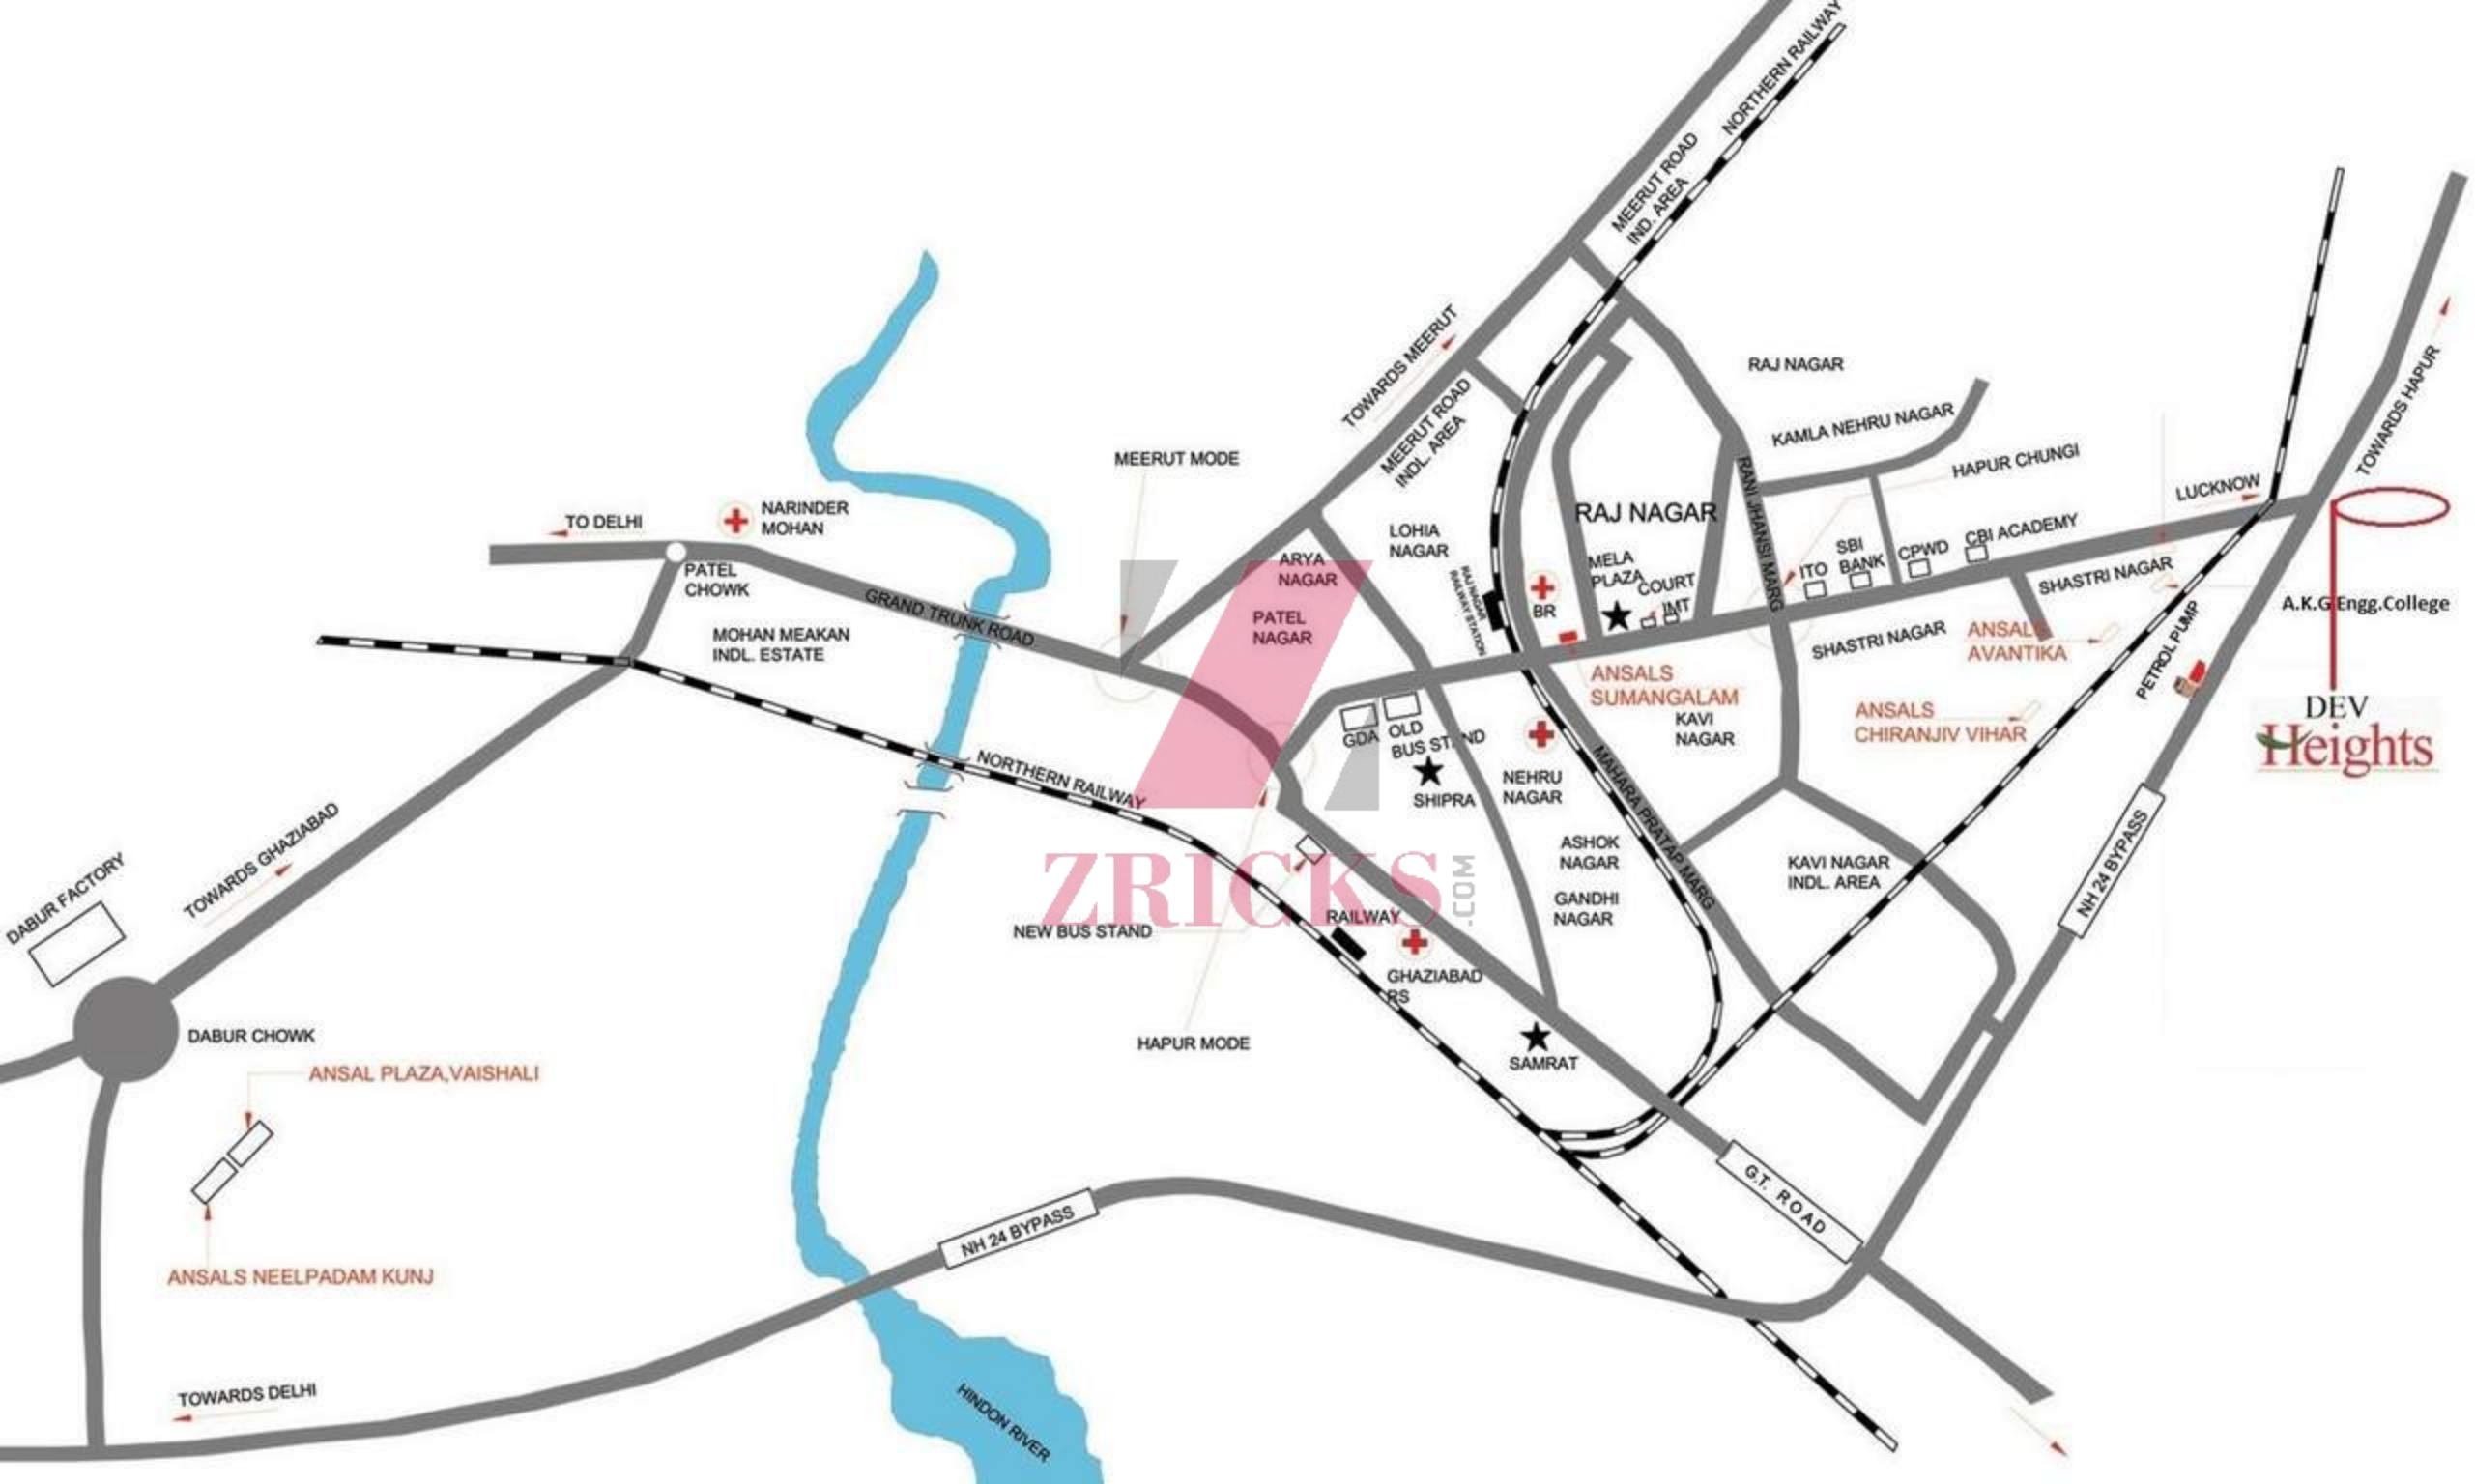 NORTHERN RAILWAY
MEERUT ROAD
IND. AREA
TOWARDS MEERUT
MEERUT ROAD
INDL. AREA
RAJ NAGAR
KAMLA NEHRU NAGAR
HAPUR CHUNGI
TOWARDS HAPUR
LUCKNOW
MEERUT MODE
TO DELHI
NARINDER
MOHAN
PATEL
CHOWK
GRAND TRUNK ROAD
MOHAN MEAKAN
INDL. ESTATE
ARYA
NAGAR
PATEL
NAGAR
LOHIA
NAGAR
RAJ NAGAR
RAILWAY STATION
RAJ NAGAR
MELA
PLAZA
COURT
IMT
BR
RANI JHANSI MARG
ITO
SBI
BANK
CPWD
CBI ACADEMY
SHASTRI NAGAR
SHASTRI NAGAR
ANSALS
AVANTIKA
ANSALS
SUMANGALAM
KAVI
NAGAR
ANSALS
CHIRANJIV VIHAR
PETROL PUMP
A.K.G Engg.College
DEV
Heights
GDA
OLD
BUS STAND
SHIPRA
NEHRU
NAGAR
MAHARA PRATAP MARG
NORTHERN RAILWAY
ASHOK
NAGAR
GANDHI
NAGAR
KAVI NAGAR
INDL. AREA
NH 24 BYPASS
ZRICKS
.COM
NEW BUS STAND
RAILWAY
GHAZIABAD
RS
HAPUR MODE
SAMRAT
G.T. ROAD
TOWARDS GHAZIABAD
DABUR FACTORY
DABUR CHOWK
ANSAL PLAZA,VAISHALI
ANSALS NEELPADAM KUNJ
NH 24 BYPASS
TOWARDS DELHI
HINDON RIVER